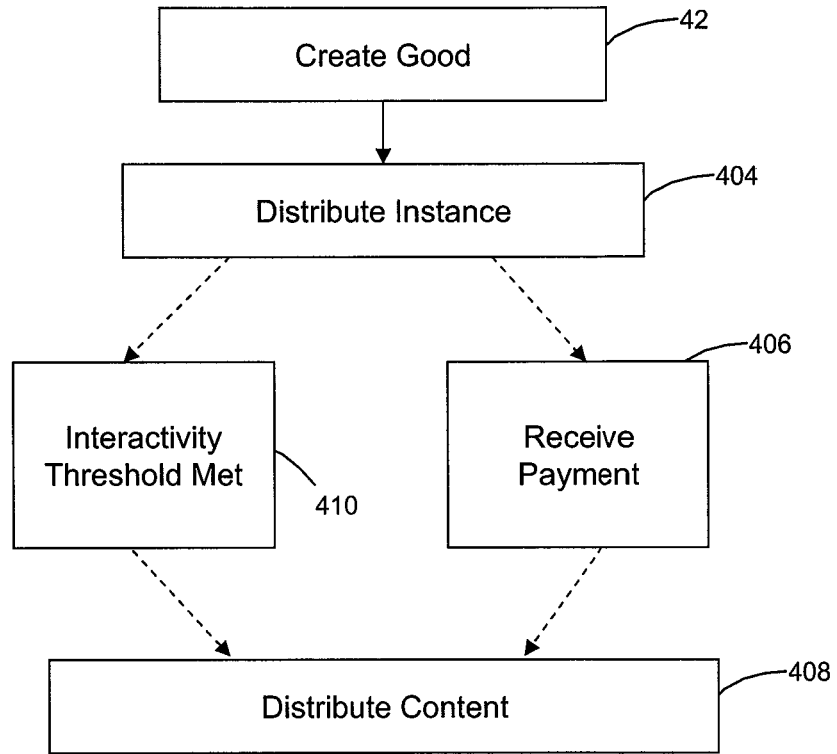 Create Good
42
Distribute Instance
404
Interactivity
Threshold Met
410
Receive
Payment
406
Distribute Content
408